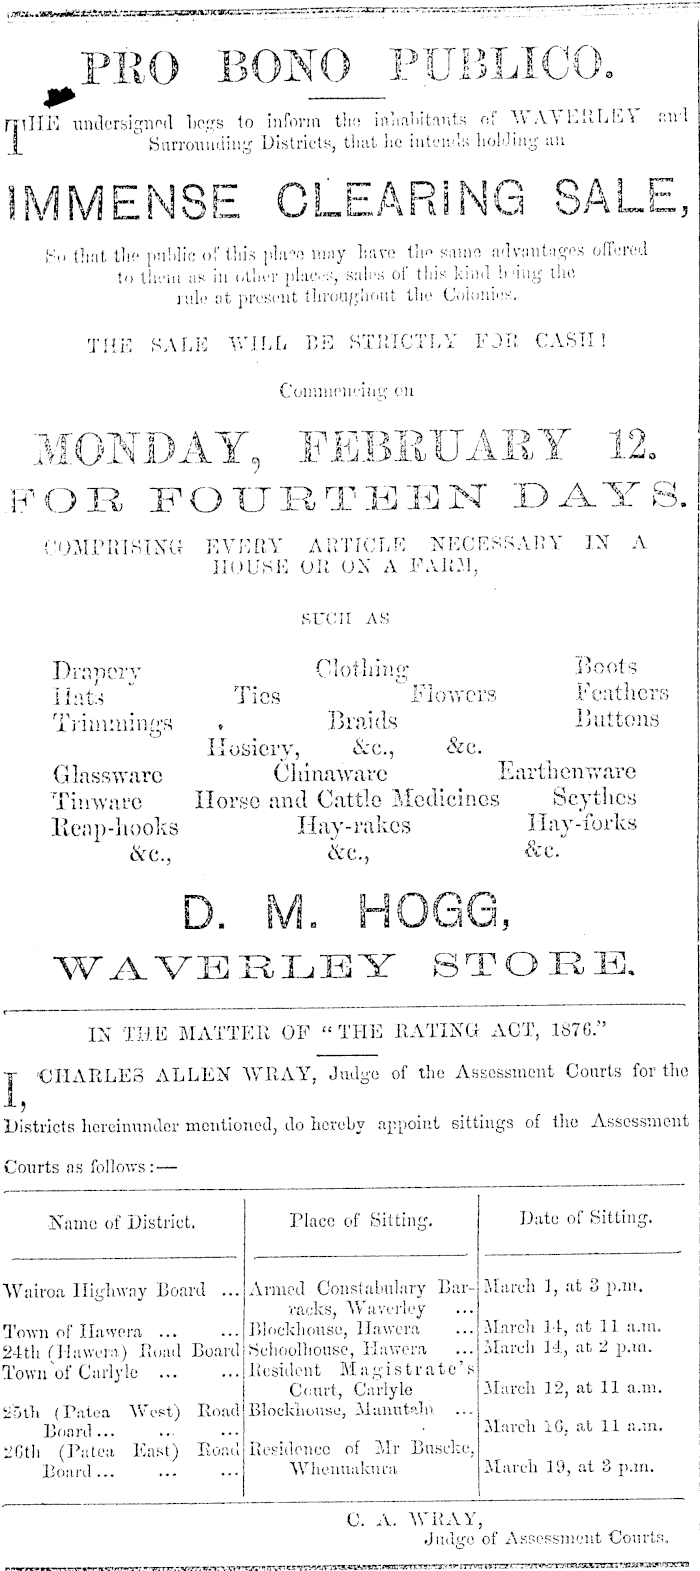 PRO BONO PUBLICO.
THE undersigned begs to inform the inhabitants of WAVERLEY and
Surrounding Districts, that he intends holding an
IMMENSE CLEARING SALE,
So that the public of this place may have the same advantages offered
to them as in other places, sales of this kind being the
rule at present throughout the Colonies.
THE SALE WILL BE STRICTLY FOR CASH!
Commencing on
MONDAY, FEBRUARY 12.
FOR FOURTEEN DAYS.
COMPRISING EVERY ARTICLE NECESSARY IN A
HOUSE OR ON A FARM,
SUCH AS
Drapery Clothing Boots
Hats Ties Flowers Feathers
Trimmings Braids Buttons
Hosiery, &c., &c.
Glassware Chinaware Earthenware
Tinware Horse and Cattle Medicines Scythes
Reap-hooks Hay-rakes Hay-forks
&c., &c., &c.
D. M. HOGG,
WAVERLEY STORE.
IN THE MATTER OF "THE RATING ACT, 1876."
I, CHARLES ALLEN WRAY, Judge of the Assessment Courts for the
Districts hereinunder mentioned, do hereby appoint sittings of the Assessment
Courts as follows:—
Name of District. Place of Sitting. Date of Sitting.
Wairoa Highway Board ... Armed Constabulary Bar- March 1, at 3 p.m.
racks, Waverley ...
Town of Hawera ... ... Blockhouse, Hawera ... March 14, at 11 a.m.
24th (Hawera) Road Board Schoolhouse, Hawera ... March 14, at 2 p.m.
Town of Carlyle ... ... Resident Magistrate's
Court, Carlyle March 12, at 11 a.m.
25th (Patea West) Road Blockhouse, Manutahi ...
Board ... ... ... March 16, at 11 a.m.
26th (Patea East) Road Residence of Mr Buseke,
Board ... ... ... Whenuakura March 19, at 3 p.m.
C. A. WRAY,
Judge of Assessment Courts.